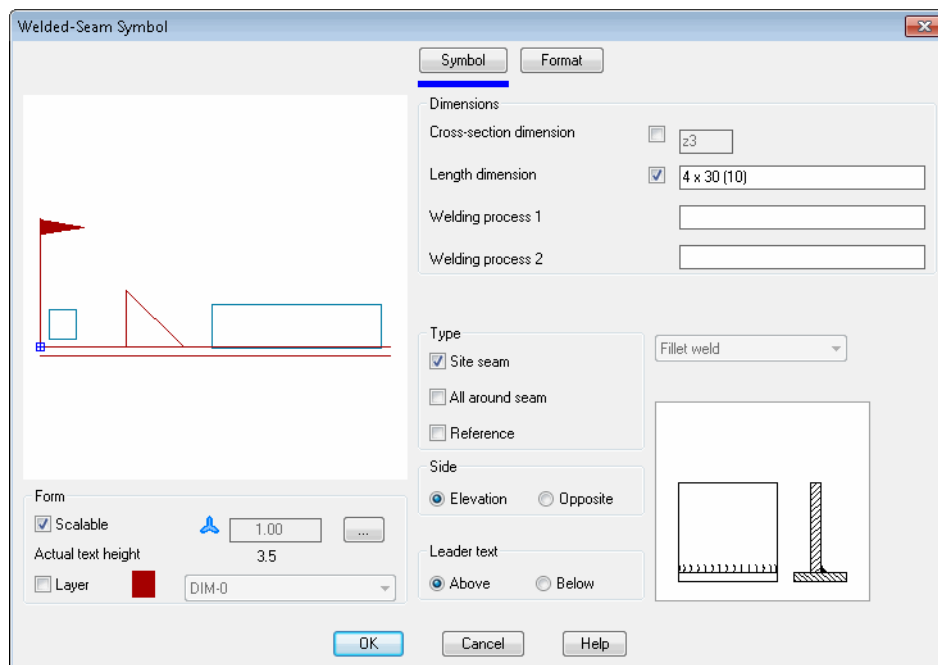 Welded-Seam Symbol
Symbol Format
Dimensions
Cross-section dimension z3
Length dimension 4 x 30 (10)
Welding process 1
Welding process 2
Type
Site seam
Fillet weld
All around seam
Reference
Side
Elevation Opposite
Leader text
Above Below
Form
Scalable 1.00 ...
Actual text height 3.5
Layer DIM-0
OK Cancel Help